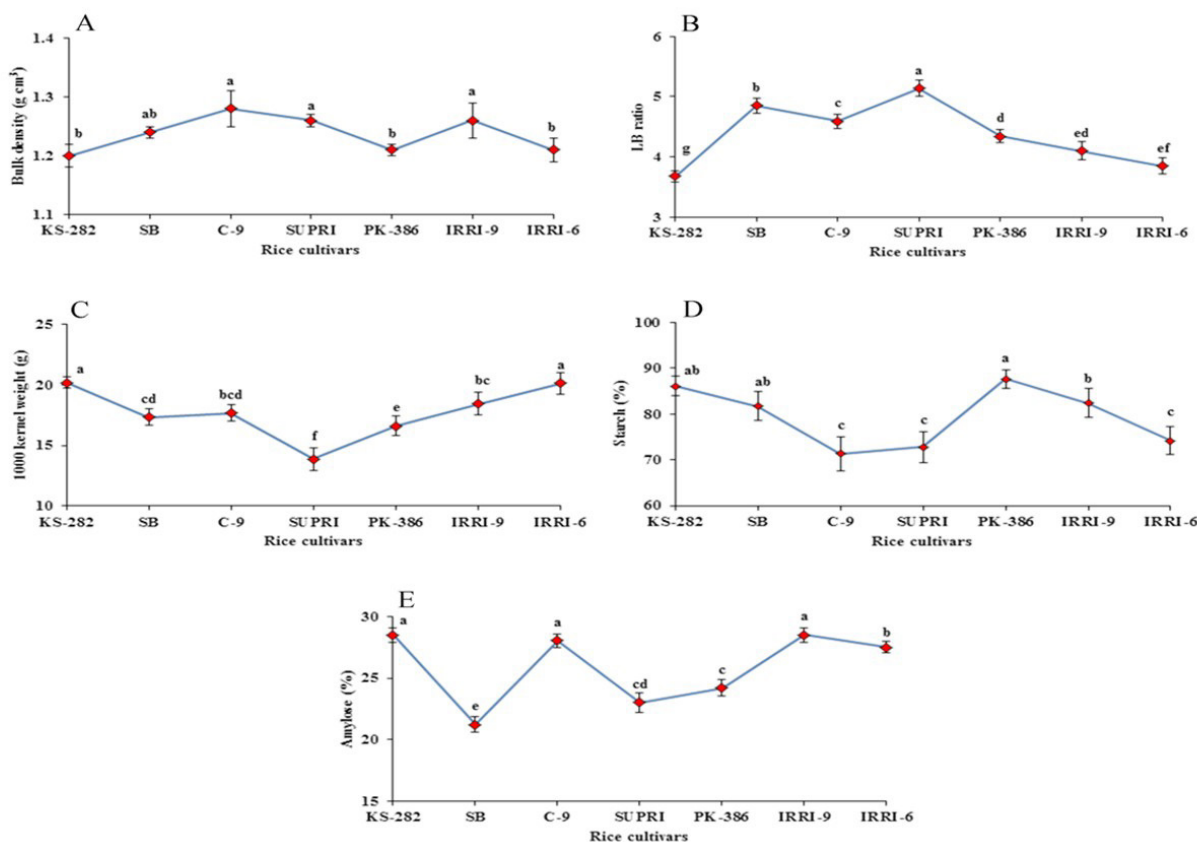 A
Bulk density (g cm³)
1.4
1.3
1.2
1.1
b
ab
a
a
b
a
b
KS-282 SB C-9 SUPRI PK-386 IRRI-9 IRRI-6
Rice cultivars
B
LB ratio
6
5
4
3
g
b
c
a
d
ed
ef
KS-282 SB C-9 SUPRI PK-386 IRRI-9 IRRI-6
Rice cultivars
C
1000 kernel weight (g)
25
20
15
10
a
cd
bcd
f
e
bc
a
KS-282 SB C-9 SUPRI PK-386 IRRI-9 IRRI-6
Rice cultivars
D
Starch (%)
100
90
80
70
60
ab
ab
c
c
a
b
c
KS-282 SB C-9 SUPRI PK-386 IRRI-9 IRRI-6
Rice cultivars
E
Amylose (%)
30
25
20
15
a
e
a
cd
c
a
b
KS-282 SB C-9 SUPRI PK-386 IRRI-9 IRRI-6
Rice cultivars